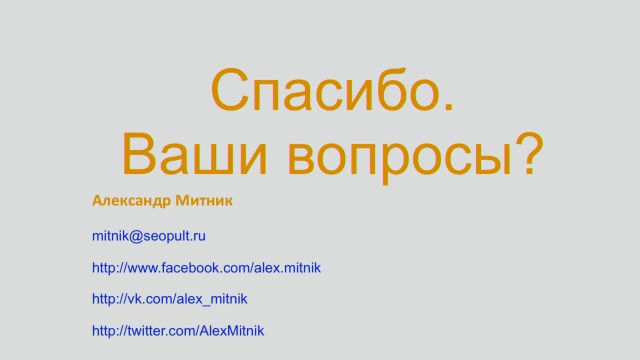 Спасибо.
Ваши вопросы?
Александр Митник
mitnik@seopult.ru
http://www.facebook.com/alex.mitnik
http://vk.com/alex_mitnik
http://twitter.com/AlexMitnik